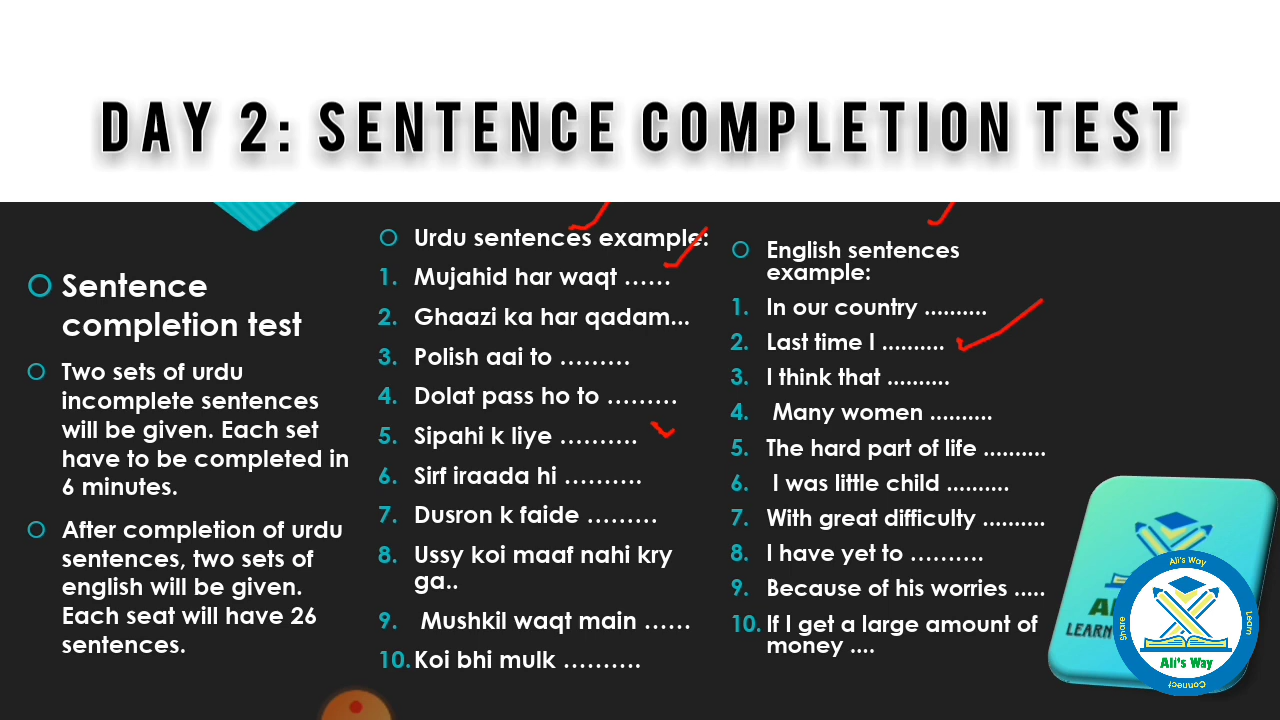 DAY 2: SENTENCE COMPLETION TEST
Sentence
completion test
Two sets of urdu
incomplete sentences
will be given. Each set
have to be completed in
6 minutes.
After completion of urdu
sentences, two sets of
english will be given.
Each seat will have 26
sentences.
Urdu sentences example:
1. Mujahid har waqt ......
2. Ghaazi ka har qadam...
3. Polish aai to .........
4. Dolat pass ho to .........
5. Sipahi k liye ..........
6. Sirf iraada hi ..........
7. Dusron k faide .........
8. Ussy koi maaf nahi kry
ga..
9. Mushkil waqt main ......
10. Koi bhi mulk ..........
English sentences
example:
1. In our country ..........
2. Last time I ..........
3. I think that ..........
4. Many women ..........
5. The hard part of life ..........
6. I was little child ..........
7. With great difficulty ..........
8. I have yet to ..........
9. Because of his worries .....
10. If I get a large amount of
money ....
Ali's Way
Share
Learn
Ali's Way
Connect